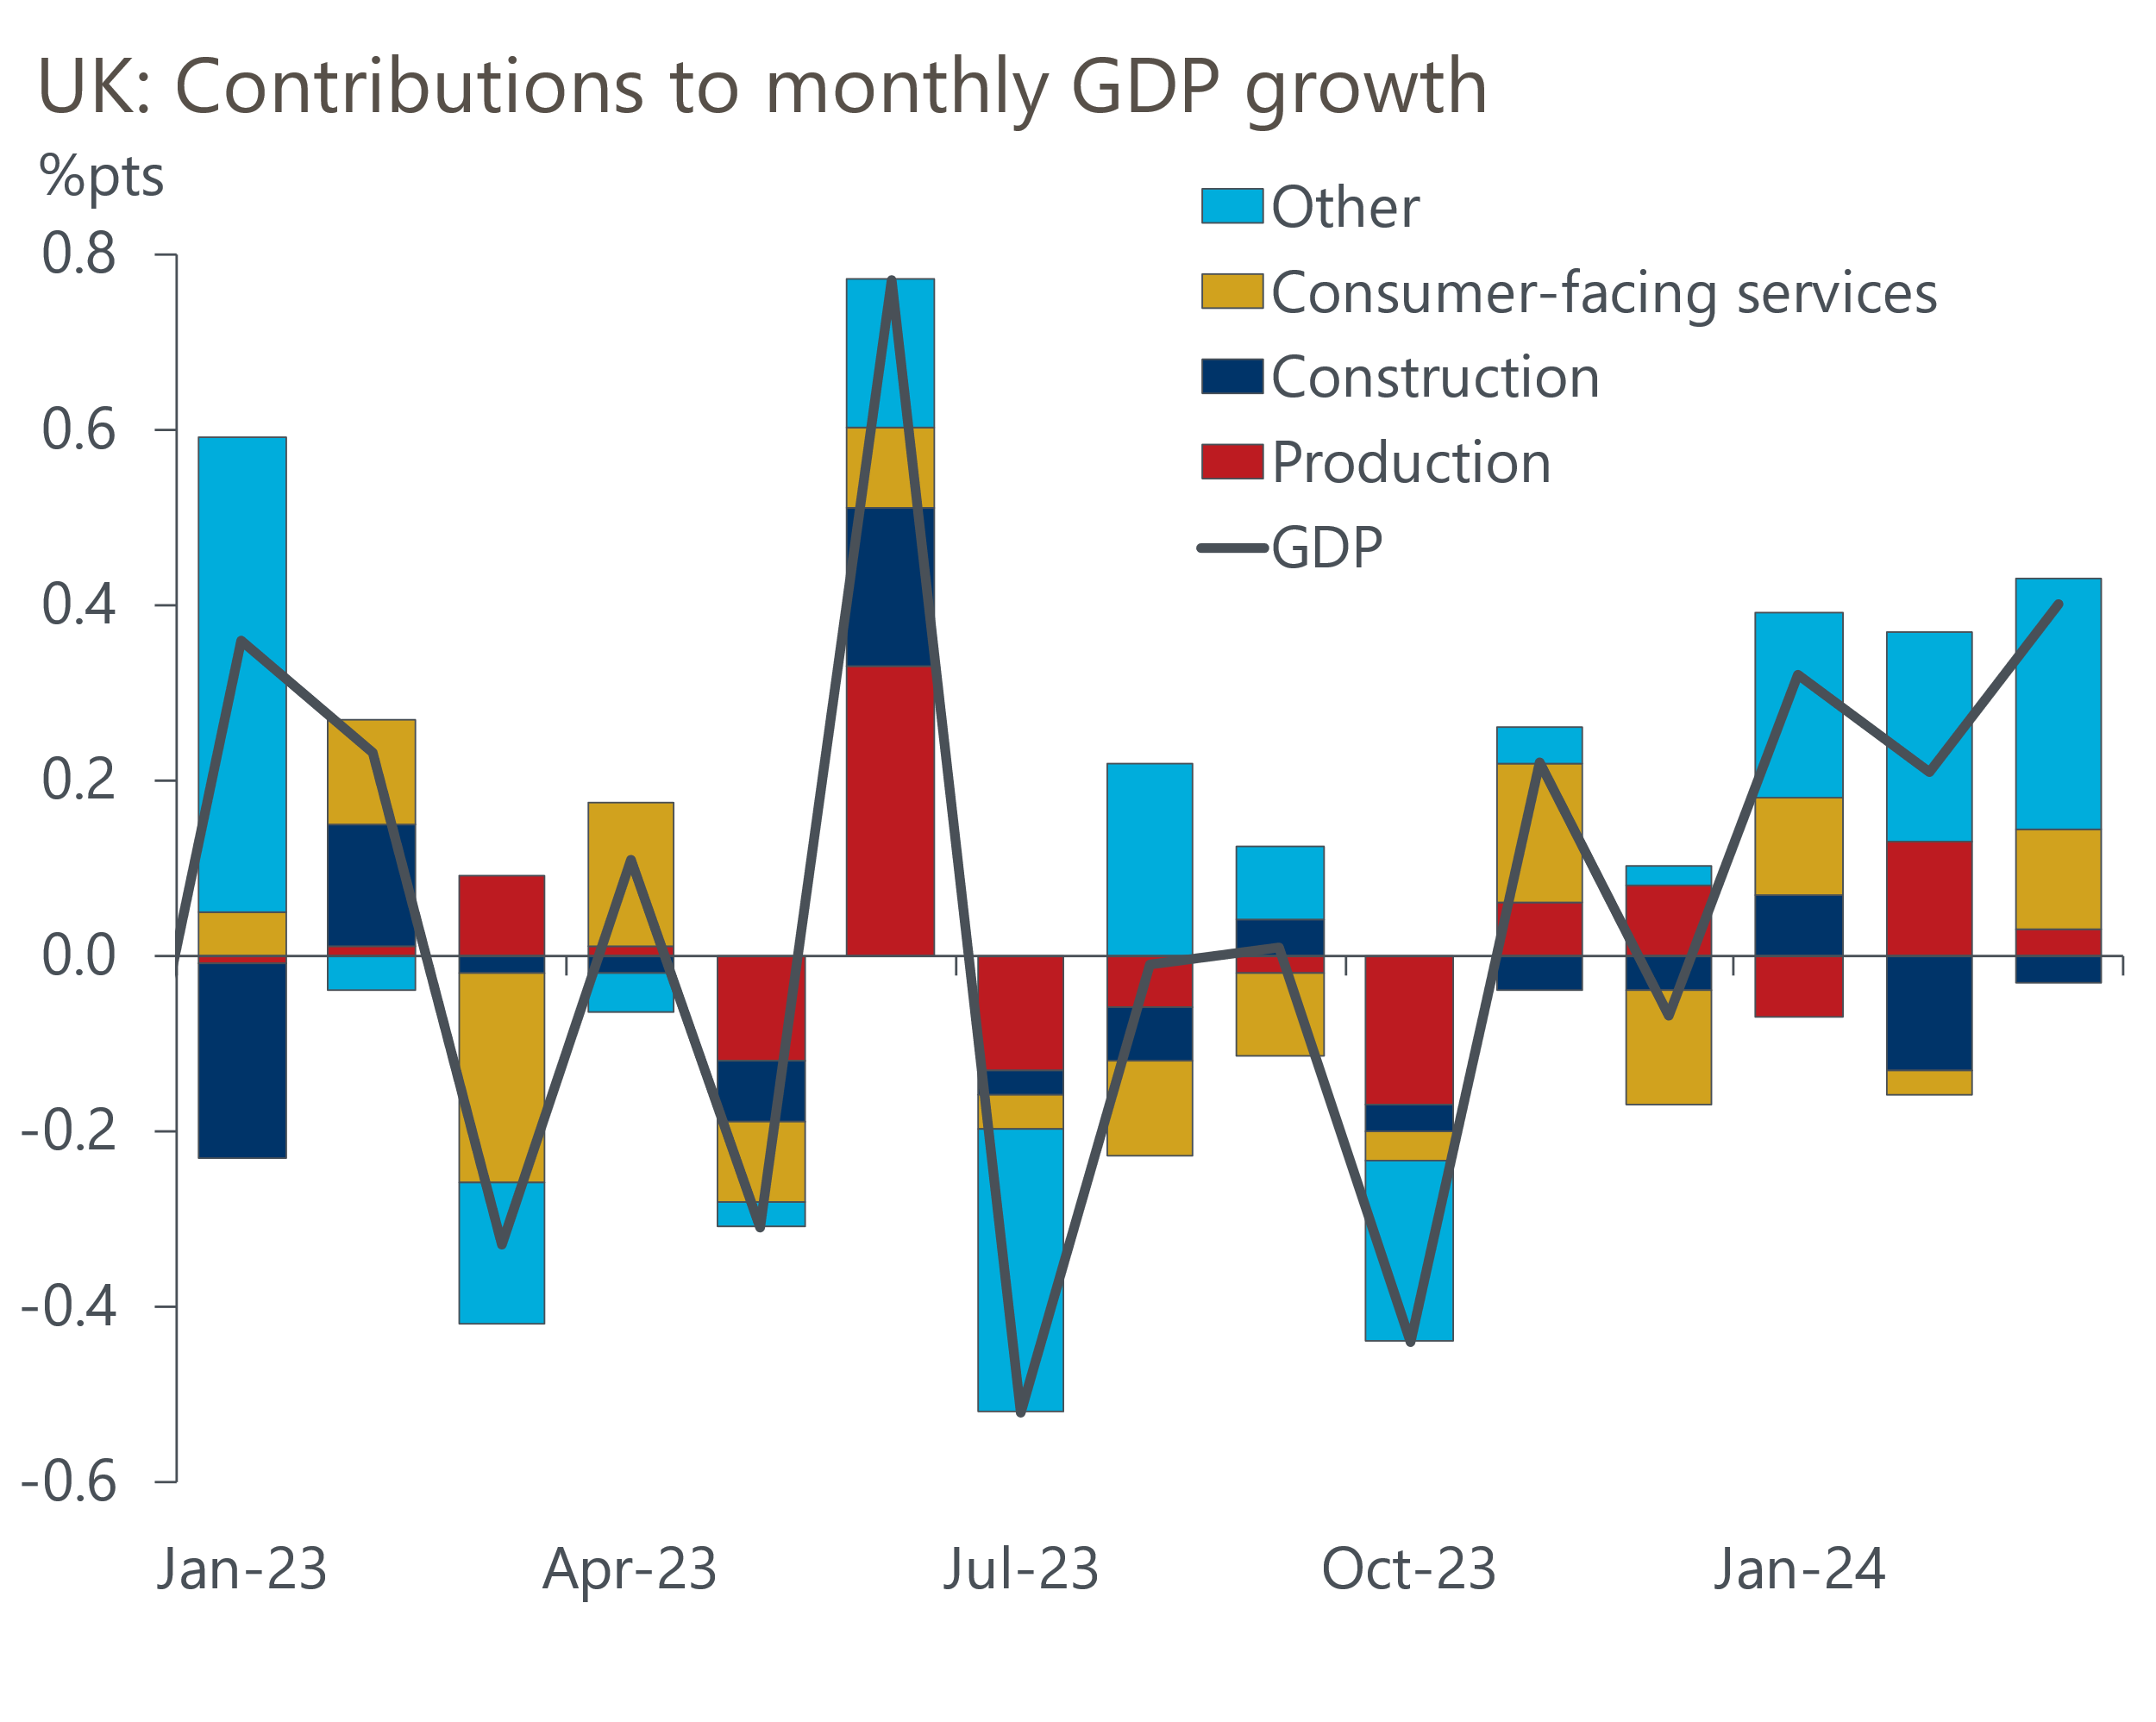 UK: Contributions to monthly GDP growth
%pts
Other
Consumer-facing services
Construction
Production
GDP
0.8
0.6
0.4
0.2
0.0
-0.2
-0.4
-0.6
Jan-23 Apr-23 Jul-23 Oct-23 Jan-24